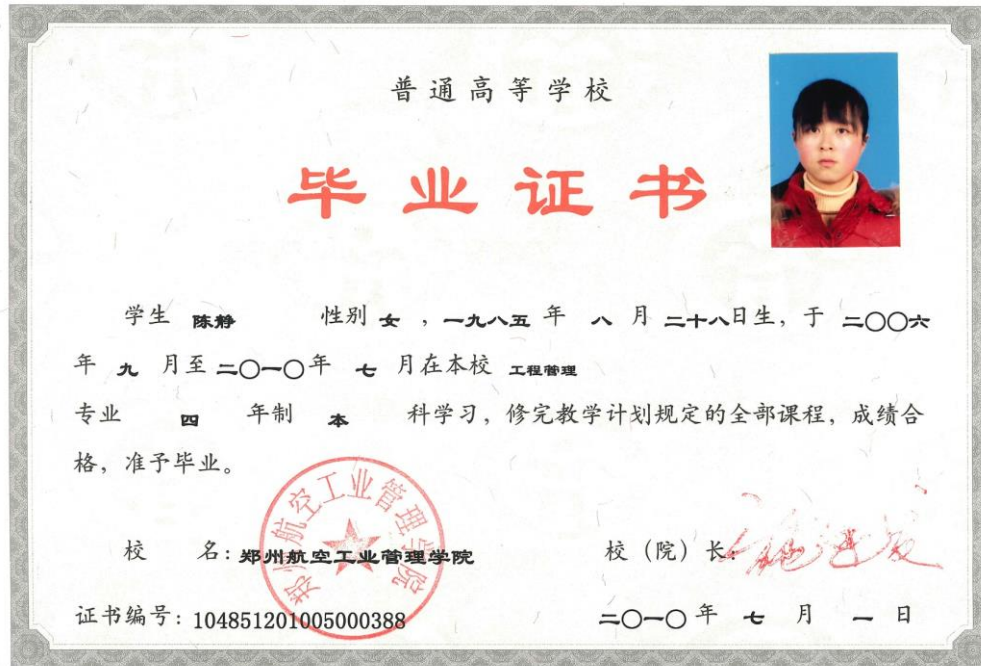 普通高等学校
毕业证书
学生 陈静 性别 女 ，一九八五 年 八 月 二十八日生，于 二〇〇六
年 九 月至 二〇一〇年 七 月在本校 工程管理
专业 四 年制 本 科学习，修完教学计划规定的全部课程，成绩合
格，准予毕业。
郑州航空工业管理学院
校 名：郑州航空工业管理学院 校（院）长：
证书编号：104851201005000388 二〇一〇 年 七 月 一 日